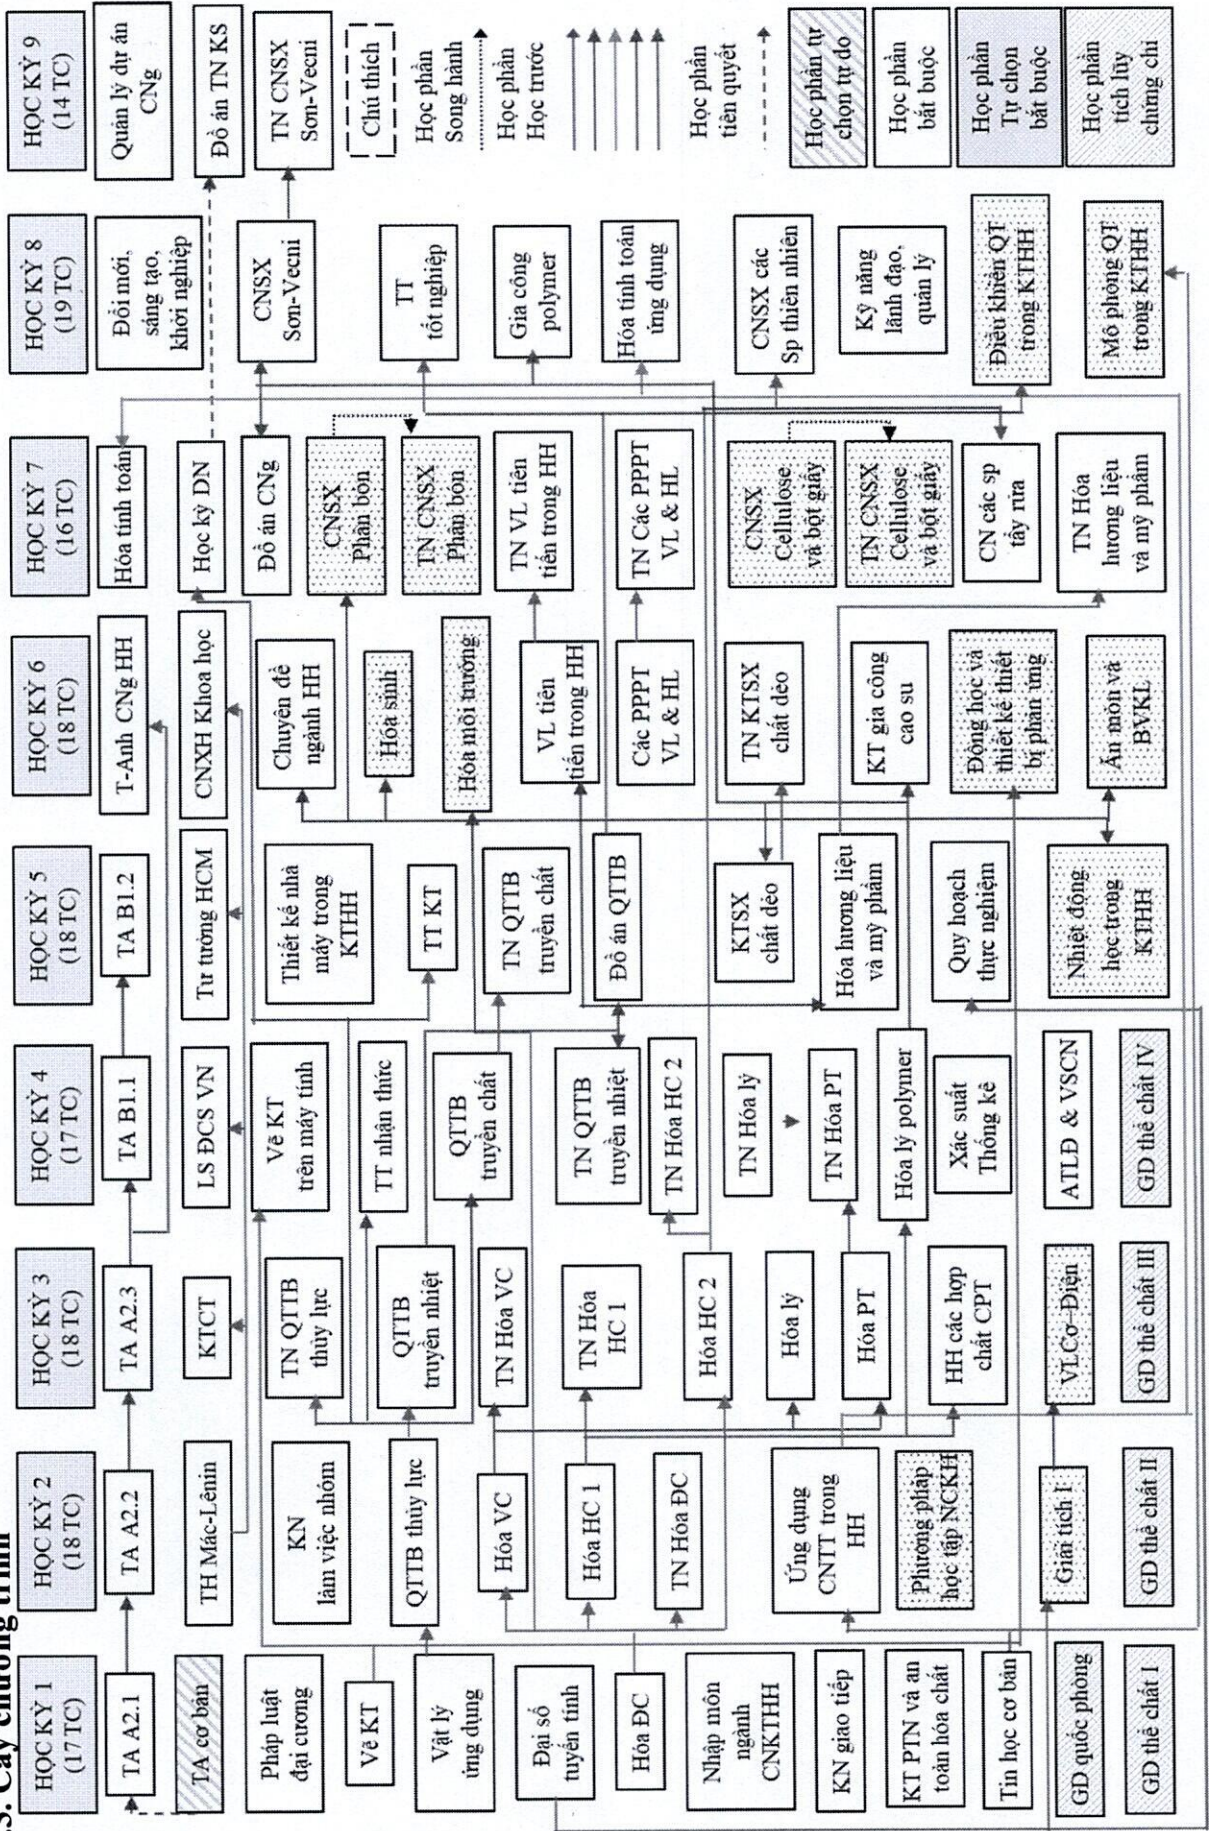 3. Cây chương trình
HỌC KỲ 1
(17TC)
TA A2.1
TA cơ bản
Pháp luật
đại cương
Vẽ KT
Vật lý
ứng dụng
Đại số
tuyến tính
Hóa ĐC
Nhập môn
ngành
CNKTHH
KN giao tiếp
KT PTN và an
toàn hóa chất
Tin học cơ bản
GD quốc phòng
GD thể chất I
HỌC KỲ 2
(18TC)
TA A2.2
TH Mác-Lênin
KN
làm việc nhóm
QTTB thủy lực
Hóa VC
Hóa HC 1
TN Hóa ĐC
Ứng dụng
CNTT trong
HH
Phương pháp
học tập NCKH
Giải tích I
GD thể chất II
HỌC KỲ 3
(18 TC)
TA A2.3
KTCT
TN QTTB
thủy lực
QTTB
truyền nhiệt
TN Hóa VC
TN Hóa
HC 1
Hóa HC 2
Hóa lý
Hóa PT
HH các hợp
chất CPT
VLCơ–Điện
GD thể chất III
HỌC KỲ 4
(17 TC)
TA B1.1
LS ĐCS VN
Vẽ KT
trên máy tính
TT nhận thức
QTTB
truyền chất
TN QTTB
truyền nhiệt
TN Hóa HC 2
TN Hóa lý
TN Hóa PT
Hóa lý polymer
Xác suất
Thống kê
ATLĐ & VSCN
GD thể chất IV
HỌC KỲ 5
(18TC)
TA B1.2
Tư tưởng HCM
Thiết kế nhà
máy trong
KTHH
TT KT
TN QTTB
truyền chất
Đồ án QTTB
KTSX
chất dẻo
Hóa hương liệu
và mỹ phẩm
Quy hoạch
thực nghiệm
Nhiệt động
học trong
KTHH
HỌC KỲ 6
(18TC)
T-Anh CNg HH
CNXH Khoa học
Chuyên đề
ngành HH
Hóa sinh
Hóa môi trường
VL tiên
tiến trong HH
Các PPPT
VL & HL
TN KTSX
chất dẻo
KT gia công
cao su
Động học và
thiết kế thiết
bị phản ứng
Ăn mòn và
BVKL
HỌC KỲ 7
(16 TC)
Hóa tính toán
Học kỳ DN
Đồ án CNg
CNSX
Phân bón
TN CNSX
Phân bón
TN VL tiên
tiến trong HH
TN Các PPPT
VL & HL
CNSX
Cellulose
và bột giấy
TN CNSX
Cellulose
và bột giấy
CN các sp
tẩy rửa
TN Hóa
hương liệu
và mỹ phẩm
HỌC KỲ 8
(19 TC)
Đổi mới,
sáng tạo,
khởi nghiệp
CNSX
Sơn-Vecni
TT
tốt nghiệp
Gia công
polymer
Hóa tính toán
ứng dụng
CNSX các
Sp thiên nhiên
Kỹ năng
lãnh đạo,
quản lý
Điều khiển QT
trong KTHH
Mô phỏng QT
trong KTHH
HỌC KỲ 9
(14 TC)
Quản lý dự án
CNg
Đồ án TN KS
TN CNSX
Sơn-Vecni
Chú thích
Học phần
Song hành
Học phần
Học trước
Học phần
tiên quyết
Học phần tự
chọn tự do
Học phần
bắt buộc
Học phần
Tự chọn
bắt buộc
Học phần
tích lũy
chứng chỉ